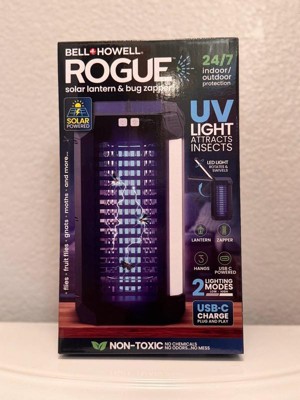 BELL+HOWELL®
ROGUE
solar lantern & bug zapper
24/7
indoor/
outdoor
protection
SOLAR
POWERED
UV
LIGHT
ATTRACTS
INSECTS
LED LIGHT
ROTATES &
SWIVELS
LANTERN
ZAPPER
HANGS
USB-C
POWERED
2 LIGHTING
MODES
USB-C
CHARGE
PLUG AND PLAY
flies · fruit flies · gnats · moths · and more...
NON-TOXIC NO CHEMICALS
NO ODORS...NO MESS